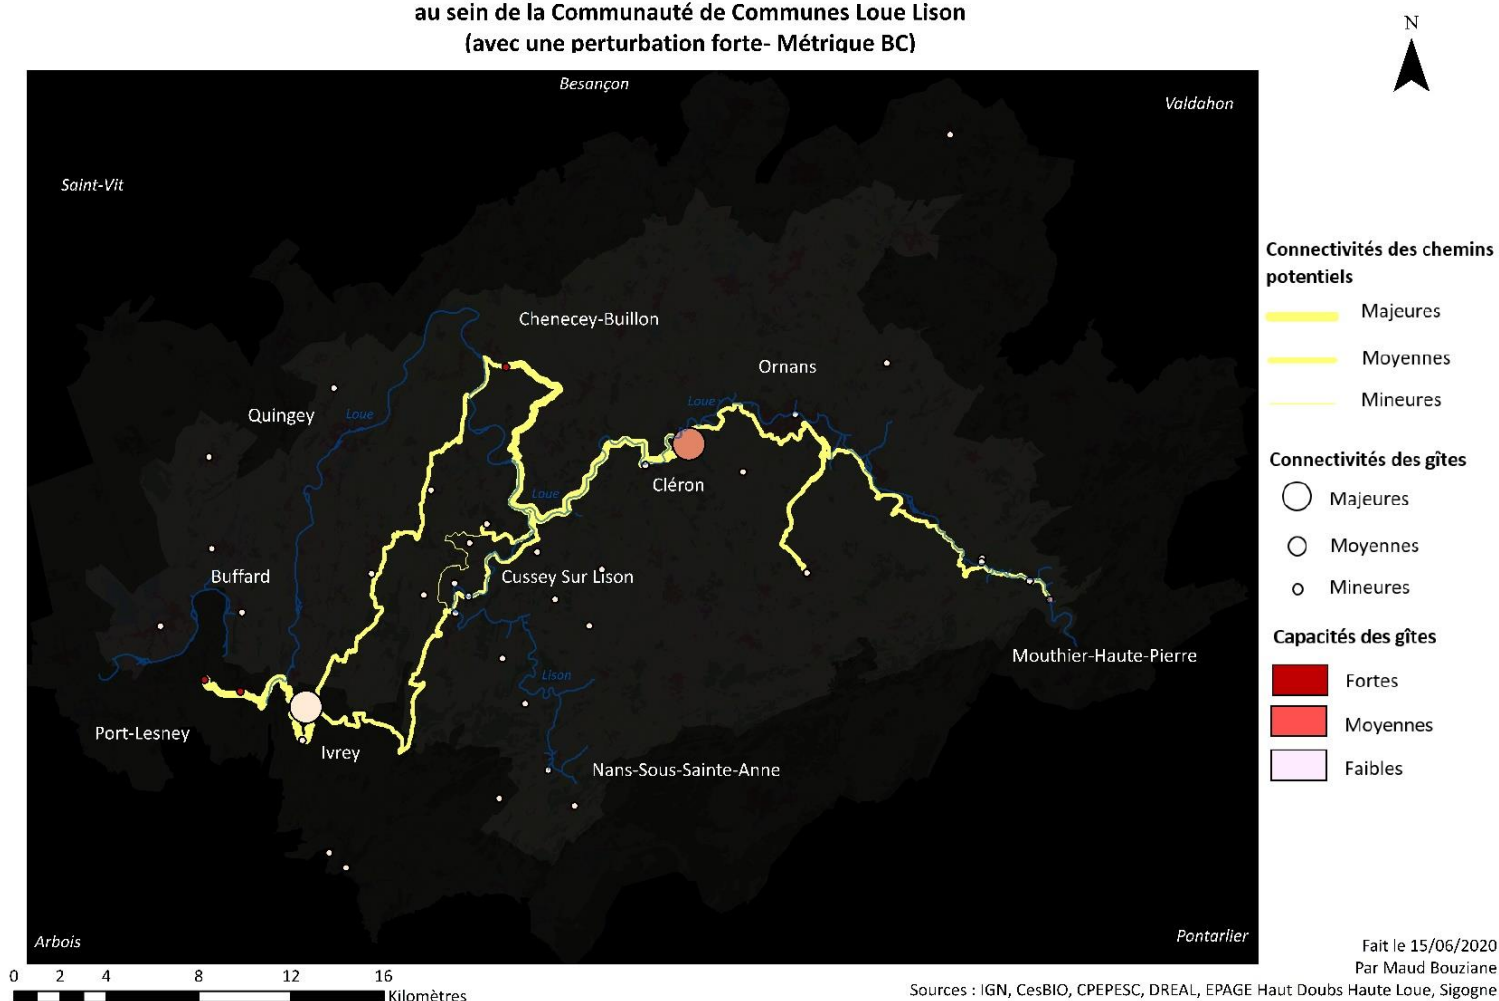 au sein de la Communauté de Communes Loue Lison
(avec une perturbation forte- Métrique BC)
N
Besançon
Valdahon
Saint-Vit
Chenecey-Buillon
Ornans
Loue
Quingey
Loue
Cléron
Loue
Buffard
Cussey Sur Lison
Mouthier-Haute-Pierre
Lison
Port-Lesney
Ivrey
Nans-Sous-Sainte-Anne
Arbois
Pontarlier
Connectivités des chemins
potentiels
Majeures
Moyennes
Mineures
Connectivités des gîtes
Majeures
Moyennes
Mineures
Capacités des gîtes
Fortes
Moyennes
Faibles
0 2 4 8 12 16
Kilomètres
Fait le 15/06/2020
Par Maud Bouziane
Sources : IGN, CesBIO, CPEPESC, DREAL, EPAGE Haut Doubs Haute Loue, Sigogne